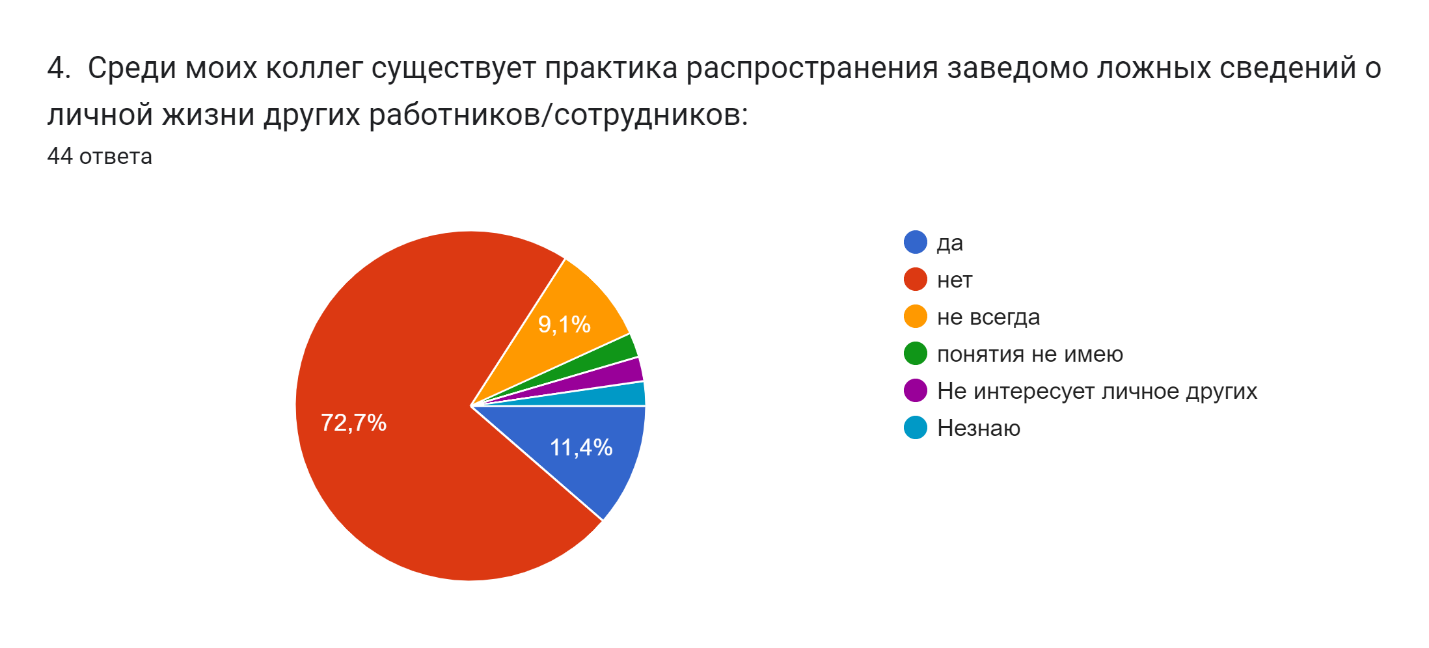 4. Среди моих коллег существует практика распространения заведомо ложных сведений о
личной жизни других работников/сотрудников:
44 ответа
да
нет
не всегда
понятия не имею
Не интересует личное других
Незнаю
9,1%
72,7%
11,4%